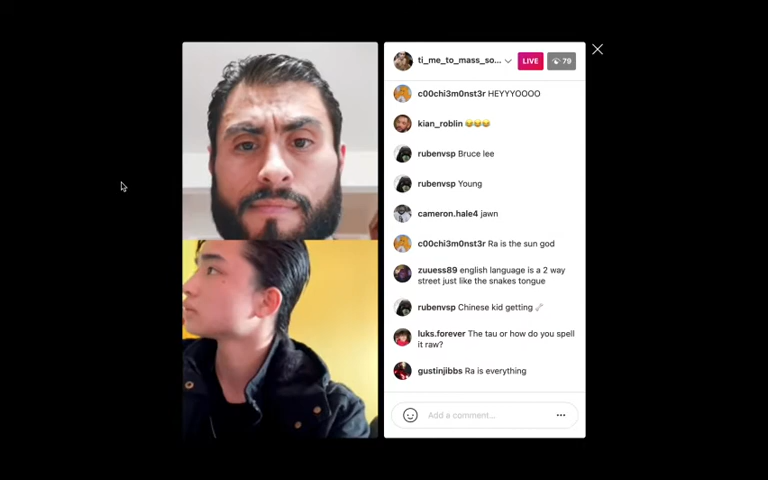 ti_me_to_mass_so...
LIVE
79
c00chi3m0nst3r HEYYYOOOO
kian_roblin 😂😂😂
rubenvsp Bruce lee
rubenvsp Young
cameron.hale4 jawn
c00chi3m0nst3r Ra is the sun god
zuuess89 english language is a 2 way
street just like the snakes tongue
rubenvsp Chinese kid getting 🗝
luks.forever The tau or how do you spell
it raw?
gustinjibbs Ra is everything
Add a comment...